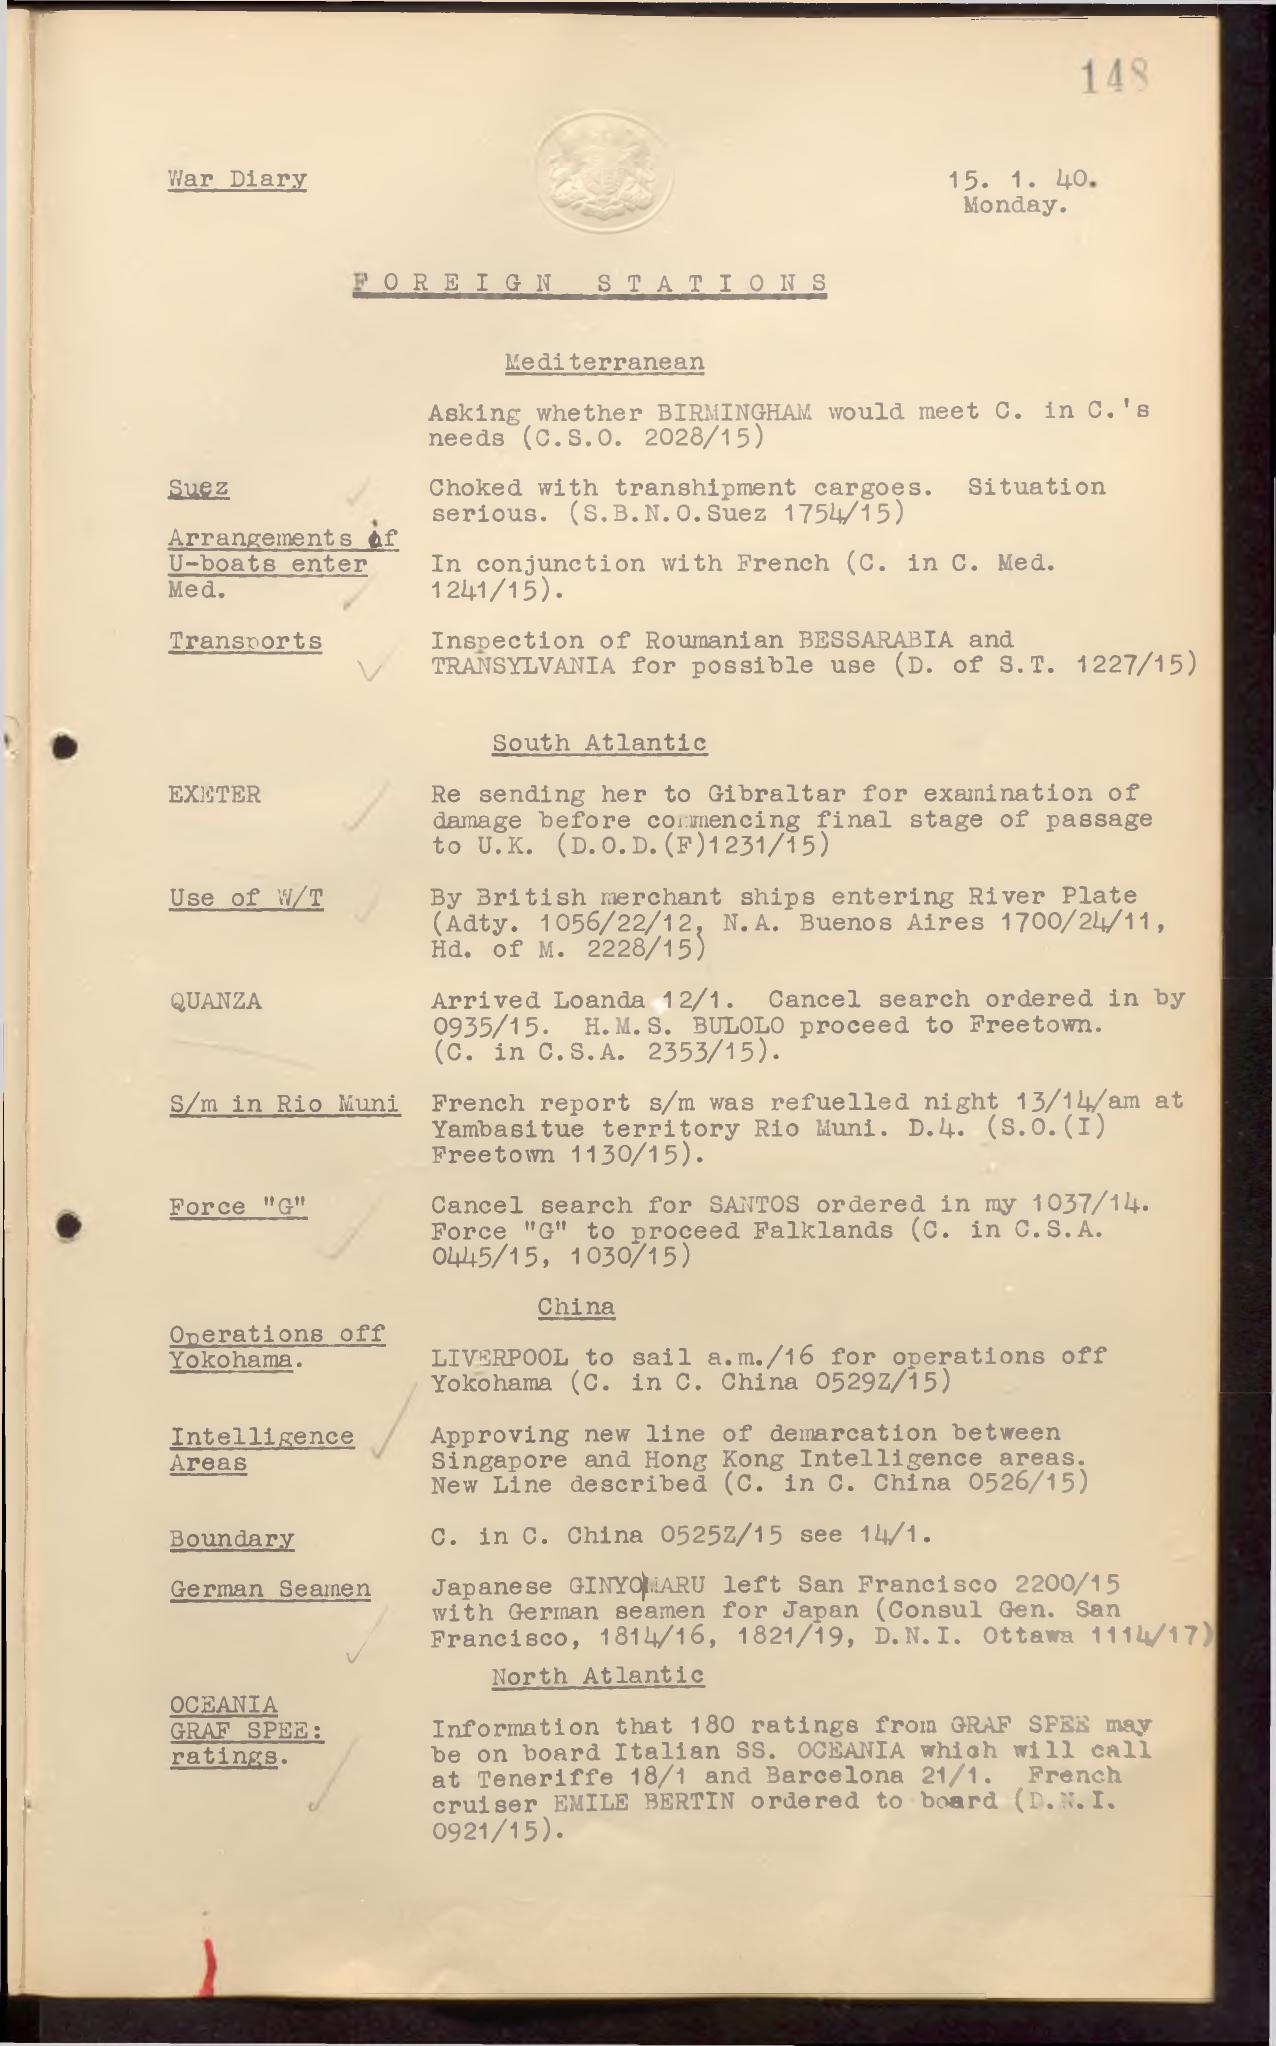 148
War Diary
15. 1. 40.
Monday.
FOREIGN STATIONS
Mediterranean
Asking whether BIRMINGHAM would meet C. in C.'s
needs (C.S.O. 2028/15)
Suez
Choked with transhipment cargoes. Situation
serious. (S.B.N.O.Suez 1754/15)
Arrangements if
U-boats enter
Med.
In conjunction with French (C. in C. Med.
1241/15).
Transports
Inspection of Roumanian BESSARABIA and
TRANSYLVANIA for possible use (D. of S.T. 1227/15)
South Atlantic
EXETER
Re sending her to Gibraltar for examination of
damage before commencing final stage of passage
to U.K. (D.O.D.(F)1231/15)
Use of W/T
By British merchant ships entering River Plate
(Adty. 1056/22/12, N.A. Buenos Aires 1700/24/11,
Hd. of M. 2228/15)
QUANZA
Arrived Loanda 12/1. Cancel search ordered in by
0935/15. H.M.S. BULOLO proceed to Freetown.
(C. in C.S.A. 2353/15).
S/m in Rio Muni
French report s/m was refuelled night 13/14/am at
Yambasitue territory Rio Muni. D.4. (S.O.(I)
Freetown 1130/15).
Force "G"
Cancel search for SANTOS ordered in my 1037/14.
Force "G" to proceed Falklands (C. in C.S.A.
0445/15, 1030/15)
China
Operations off
Yokohama.
LIVERPOOL to sail a.m./16 for operations off
Yokohama (C. in C. China 0529Z/15)
Intelligence
Areas
Approving new line of demarcation between
Singapore and Hong Kong Intelligence areas.
New Line described (C. in C. China 0526/15)
Boundary
C. in C. China 0525Z/15 see 14/1.
German Seamen
Japanese GINYO|MARU left San Francisco 2200/15
with German seamen for Japan (Consul Gen. San
Francisco, 1814/16, 1821/19, D.N.I. Ottawa 1114/17)
North Atlantic
OCEANIA
GRAF SPEE:
ratings.
Information that 180 ratings from GRAF SPEE may
be on board Italian SS. OCEANIA which will call
at Teneriffe 18/1 and Barcelona 21/1. French
cruiser EMILE BERTIN ordered to board (D.N.I.
0921/15).